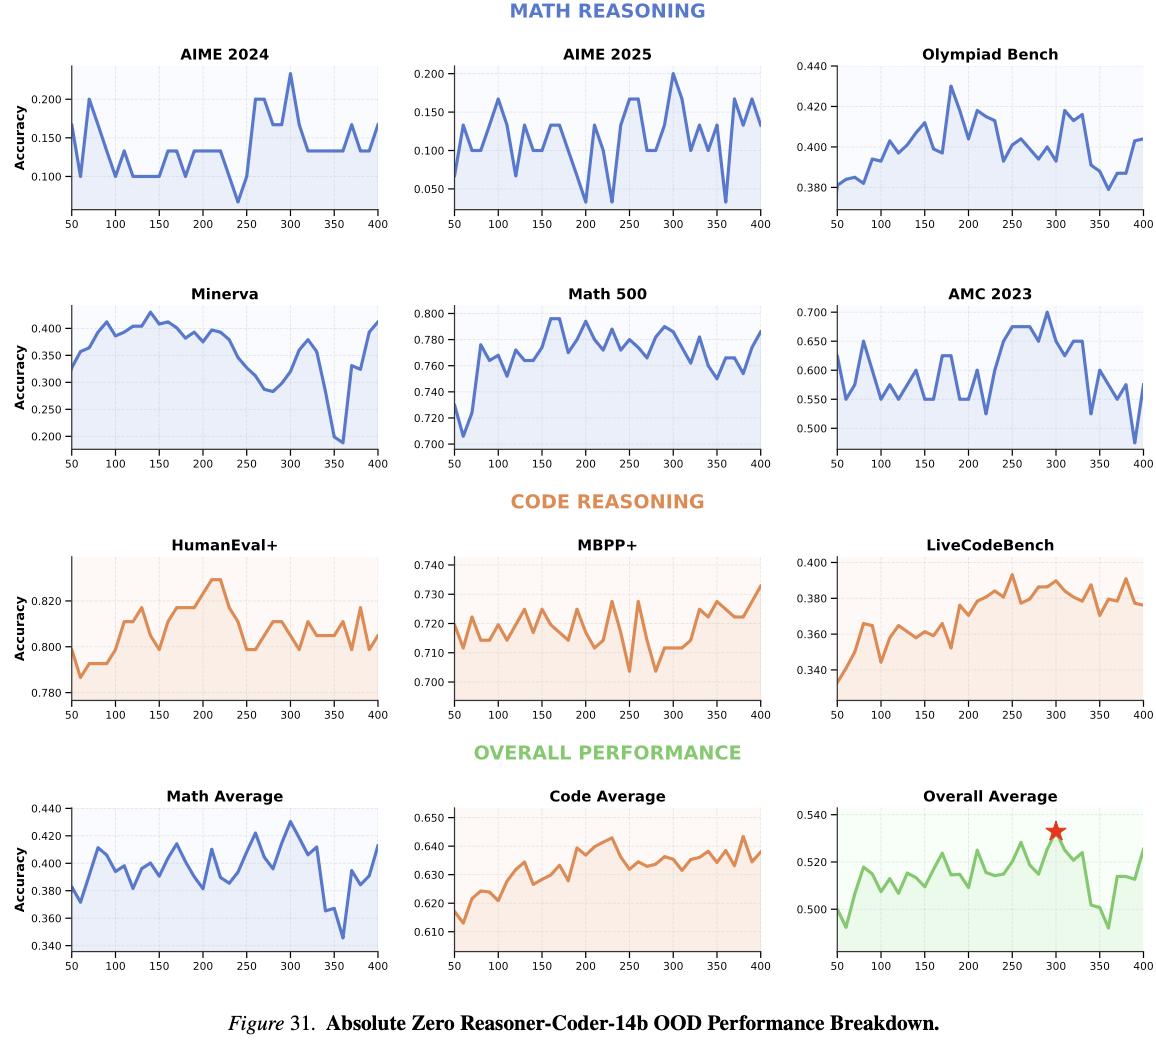 MATH REASONING
AIME 2024
AIME 2025
Olympiad Bench
Accuracy
0.200
0.150
0.100
50 100 150 200 250 300 350 400
0.200
0.150
0.100
0.050
50 100 150 200 250 300 350 400
0.440
0.420
0.400
0.380
50 100 150 200 250 300 350 400
Minerva
Math 500
AMC 2023
Accuracy
0.400
0.350
0.300
0.250
0.200
50 100 150 200 250 300 350 400
0.800
0.780
0.760
0.740
0.720
0.700
50 100 150 200 250 300 350 400
0.700
0.650
0.600
0.550
0.500
50 100 150 200 250 300 350 400
CODE REASONING
HumanEval+
MBPP+
LiveCodeBench
Accuracy
0.820
0.800
0.780
50 100 150 200 250 300 350 400
0.740
0.730
0.720
0.710
0.700
50 100 150 200 250 300 350 400
0.400
0.380
0.360
0.340
50 100 150 200 250 300 350 400
OVERALL PERFORMANCE
Math Average
Code Average
Overall Average
Accuracy
0.440
0.420
0.400
0.380
0.360
0.340
50 100 150 200 250 300 350 400
0.650
0.640
0.630
0.620
0.610
50 100 150 200 250 300 350 400
0.540
0.520
0.500
50 100 150 200 250 300 350 400
Figure 31. Absolute Zero Reasoner-Coder-14b OOD Performance Breakdown.